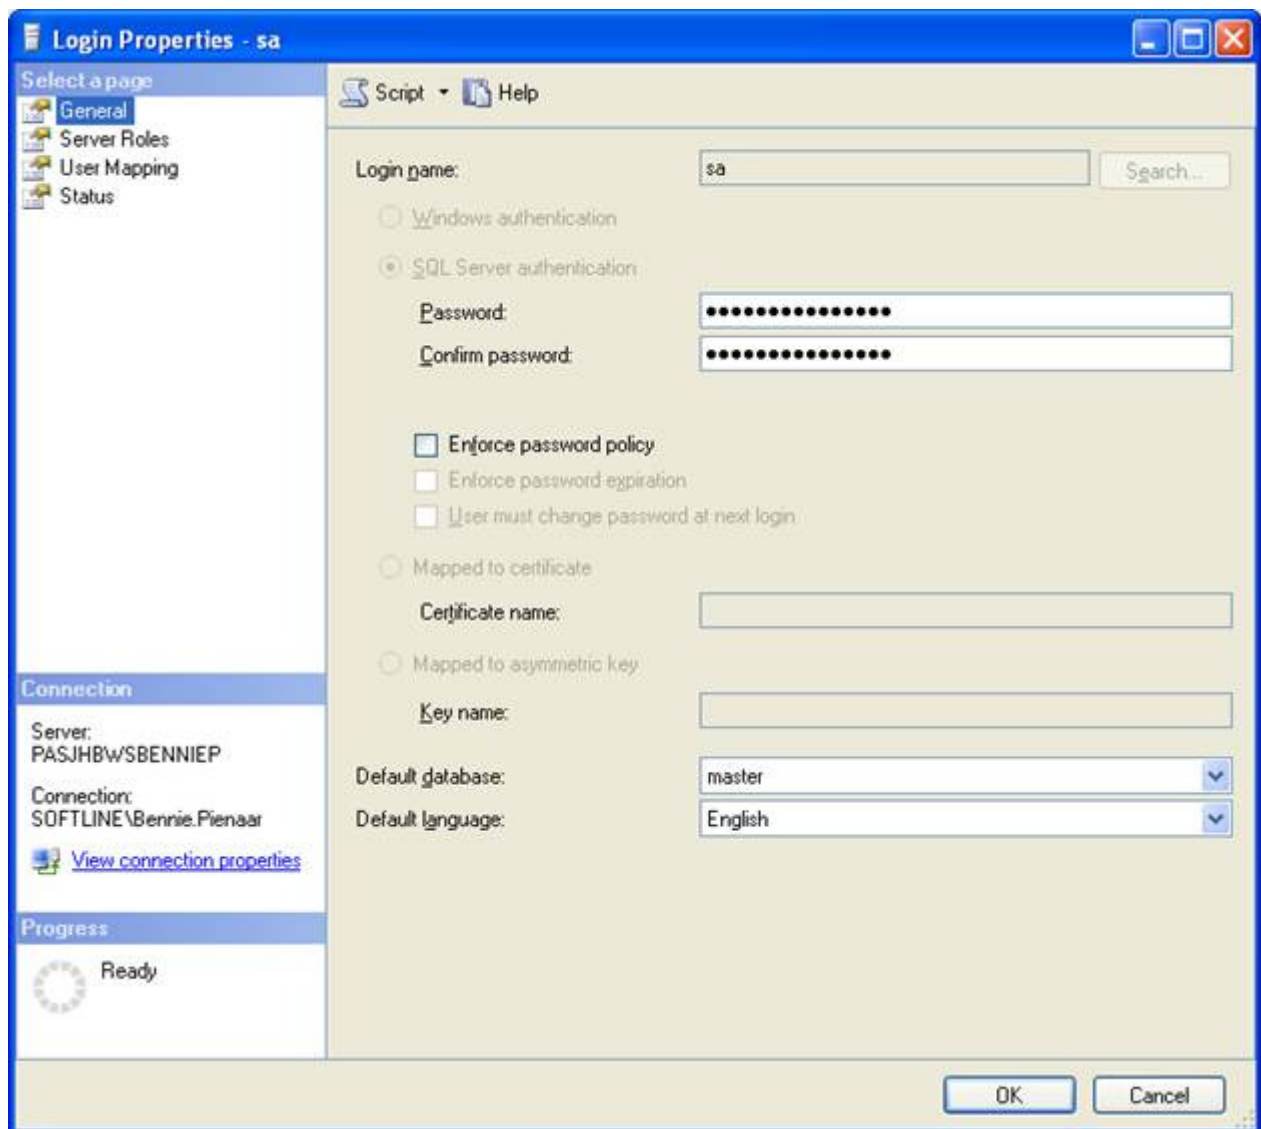 Login Properties - sa
Select a page
General
Server Roles
User Mapping
Status
Connection
Server:
PASJHBWSBENNIEP
Connection:
SOFTLINE\Bennie.Pienaar
View connection properties
Progress
Ready
Script Help
Login name: sa Search...
Windows authentication
SQL Server authentication
Password: ●●●●●●●●●●●●●●●
Confirm password: ●●●●●●●●●●●●●●●
Enforce password policy
Enforce password expiration
User must change password at next login
Mapped to certificate
Certificate name:
Mapped to asymmetric key
Key name:
Default database: master
Default language: English
OK Cancel